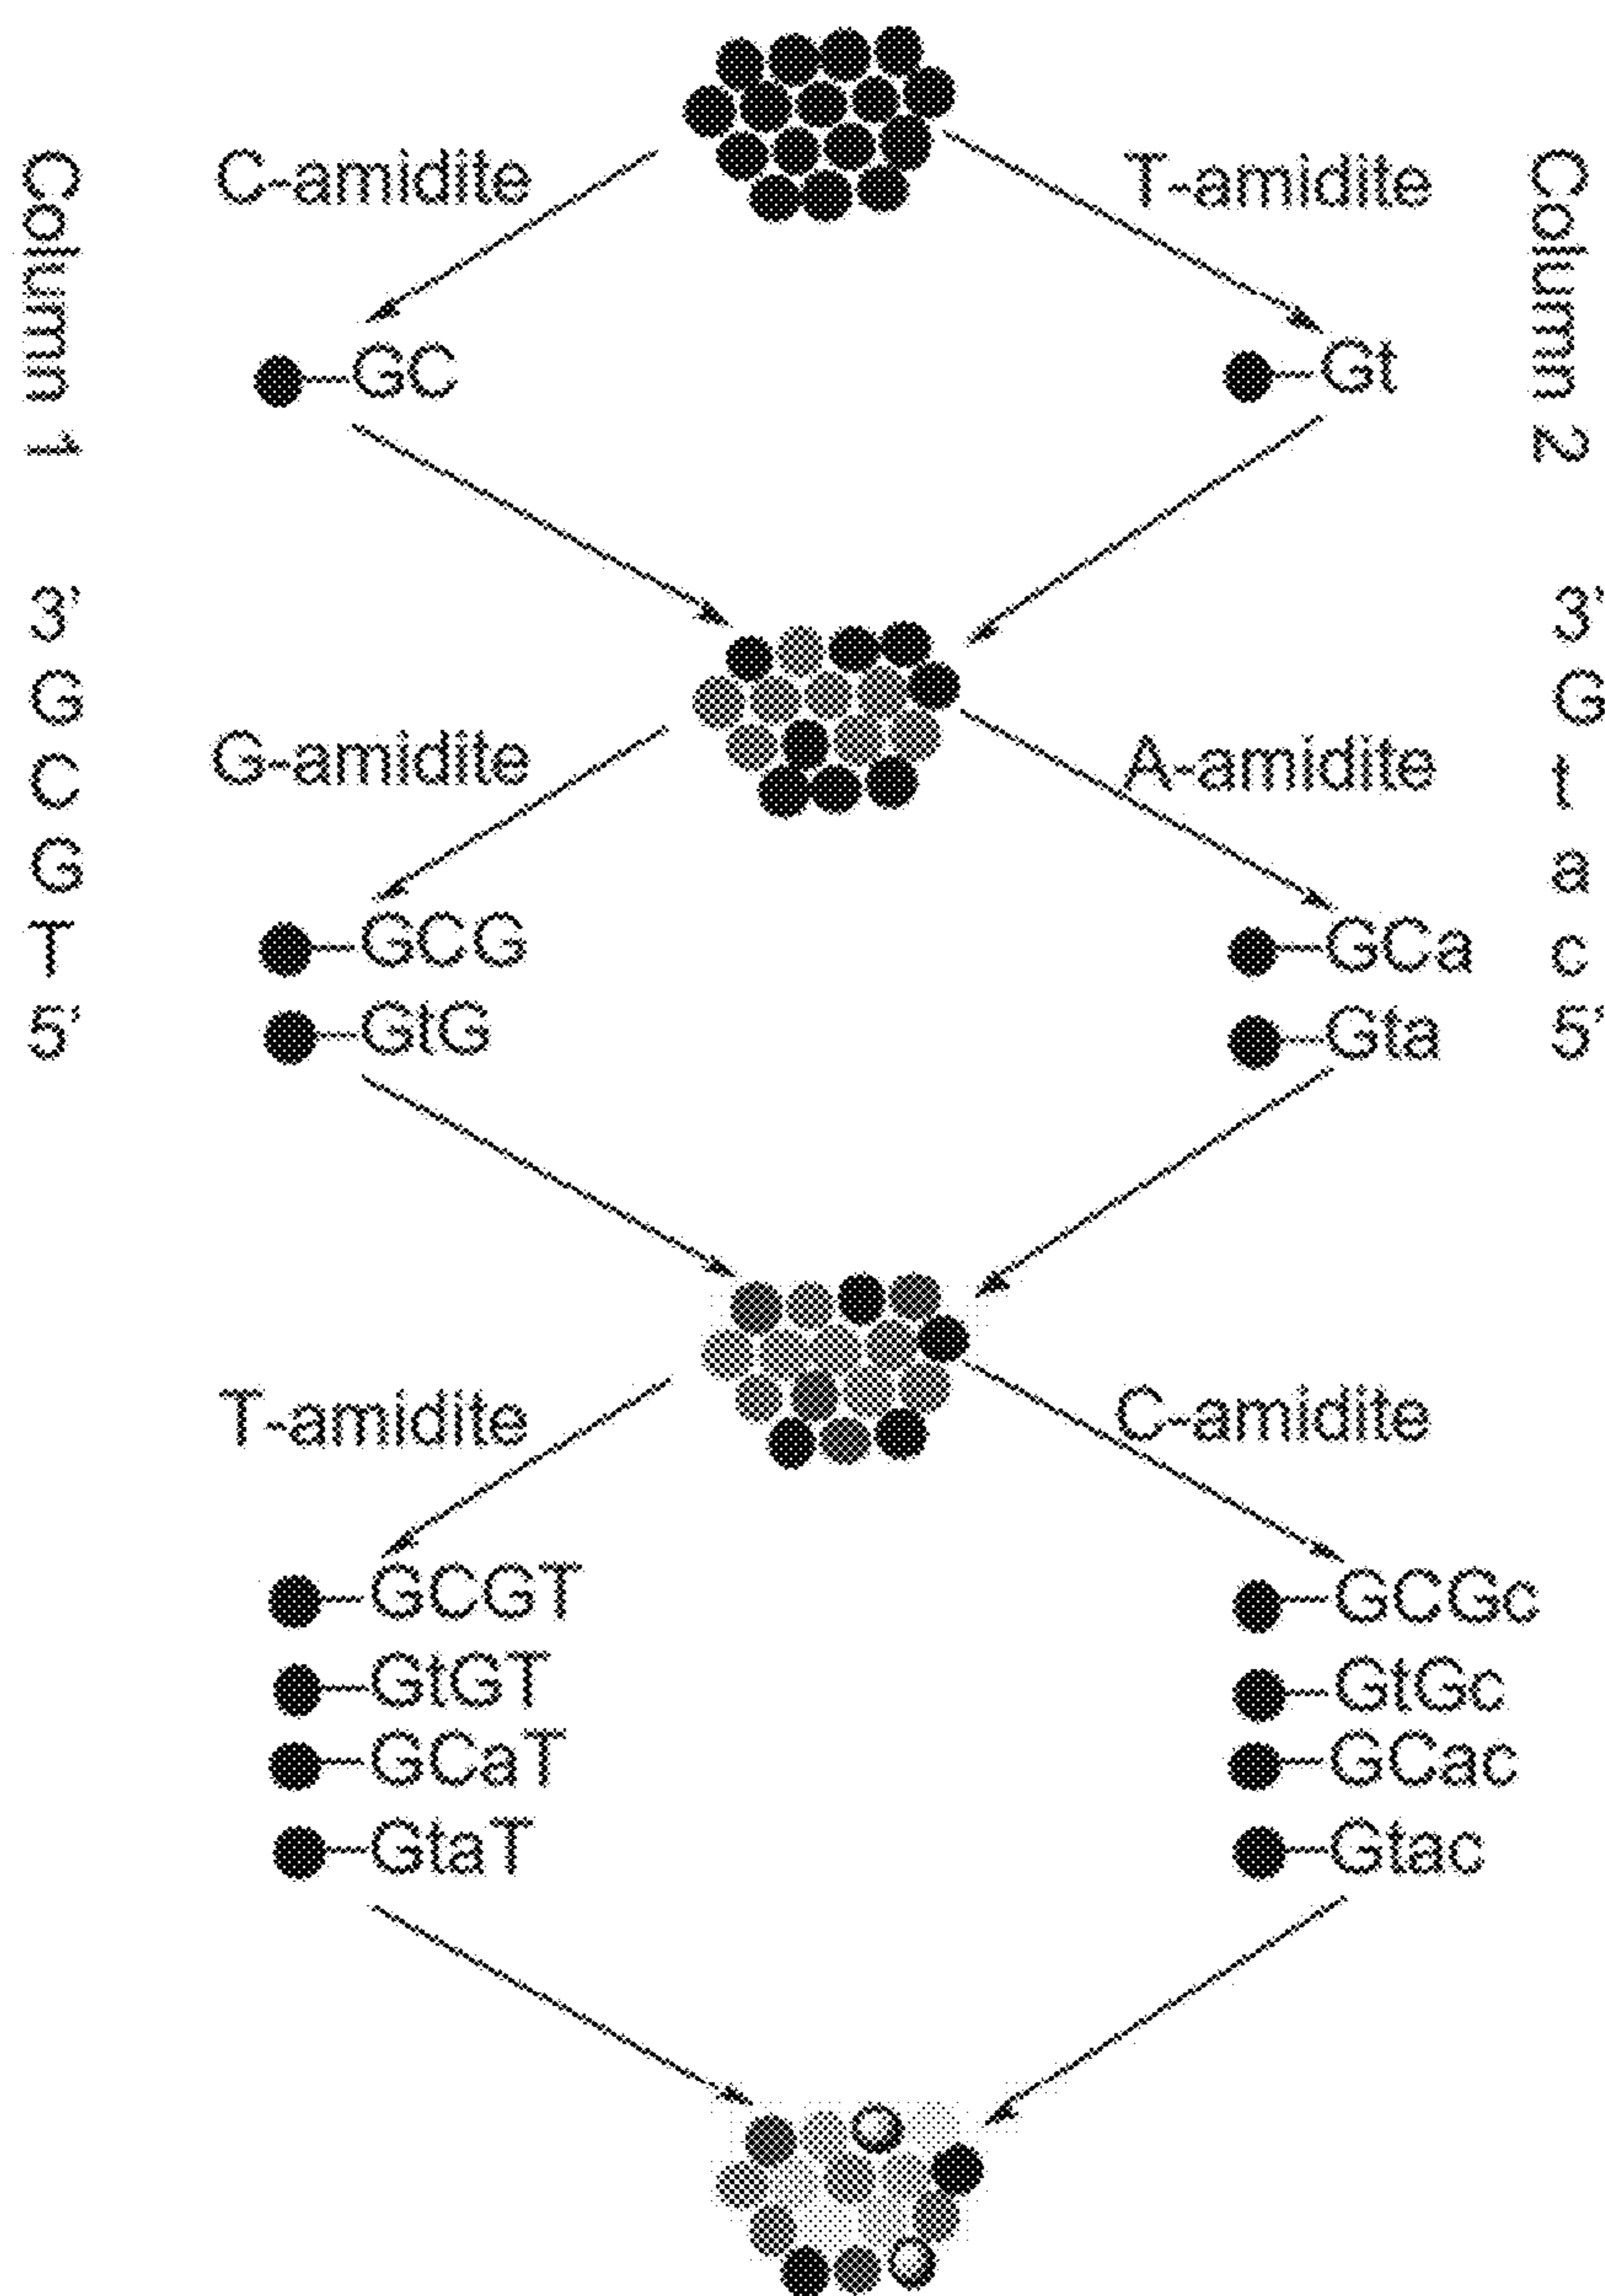 C-amidite
T-amidite
Column 1
Column 2
GC
Gt
3'
G
C
G
T
5'
3'
G
t
a
c
5'
G-amidite
A-amidite
GCG
GCa
GtG
Gta
T-amidite
C-amidite
GCGT
GCGc
GtGT
GtGc
GCaT
GCac
GtaT
Gtac